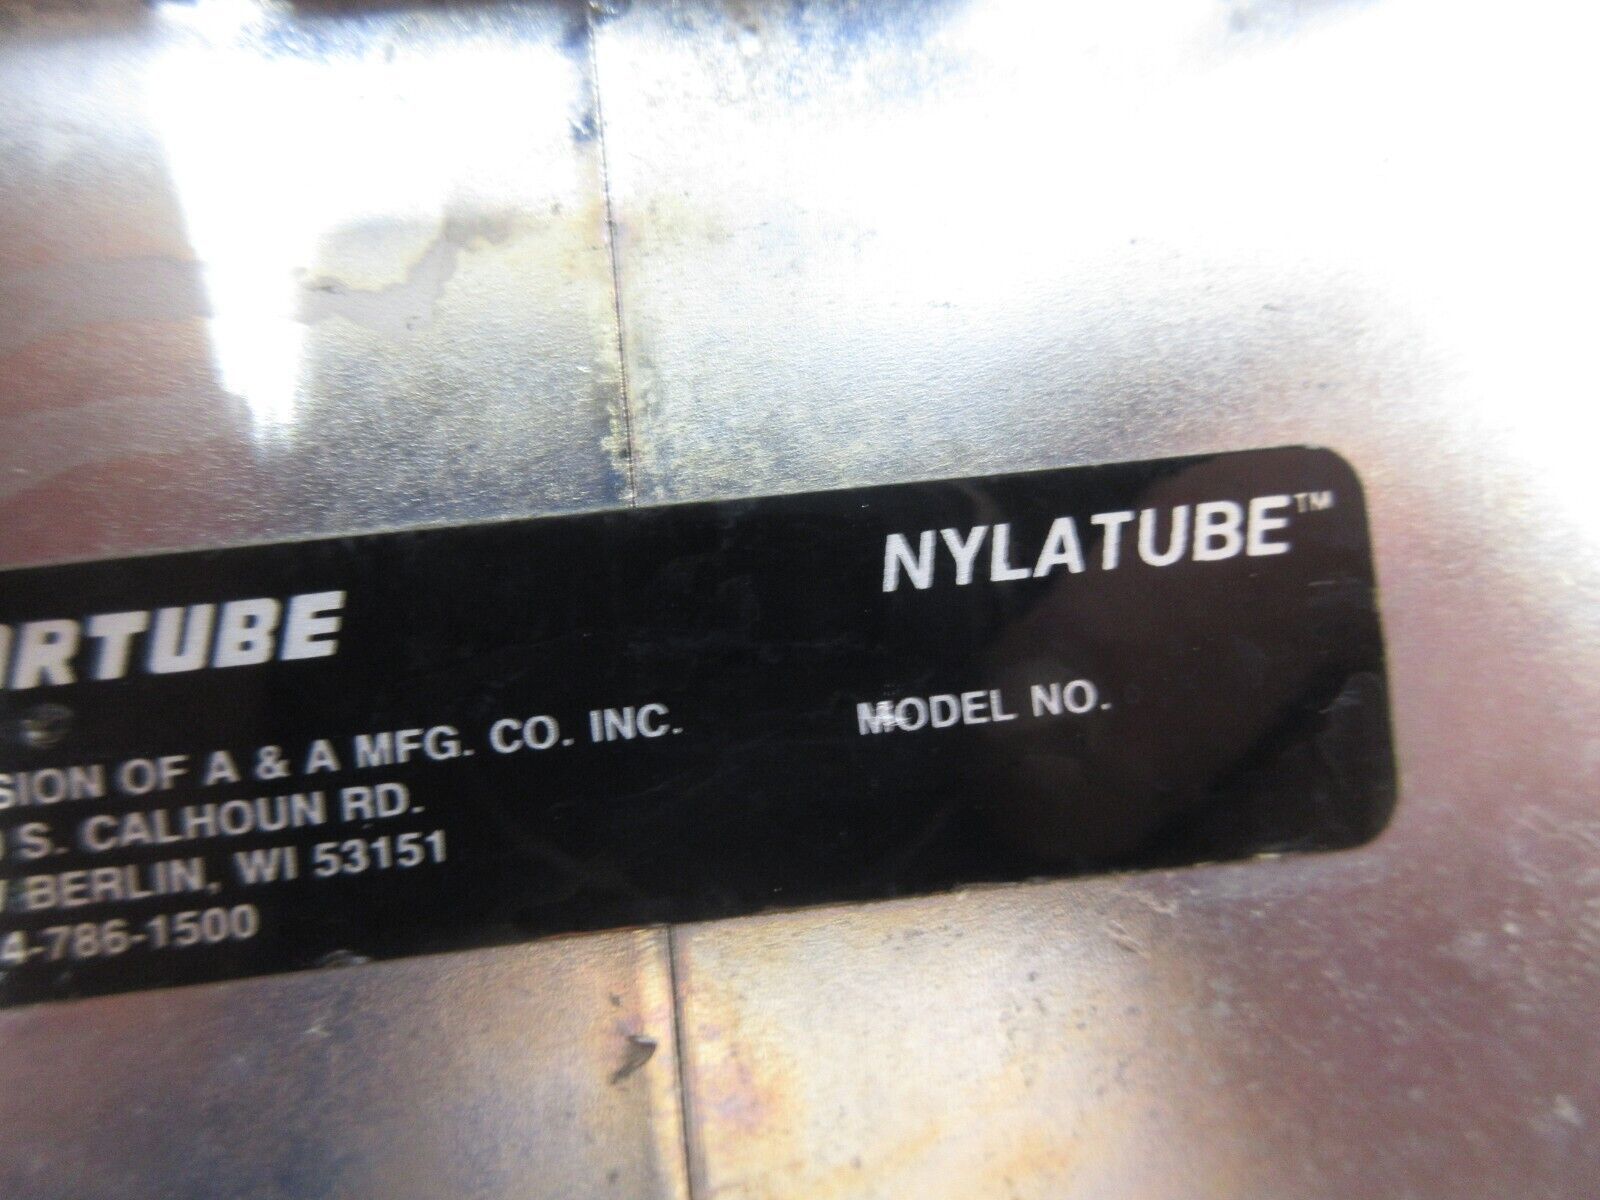 RTUBE
NYLATUBE™
SION OF A & A MFG. CO. INC.
MODEL NO.
S. CALHOUN RD.
BERLIN, WI 53151
4-786-1500